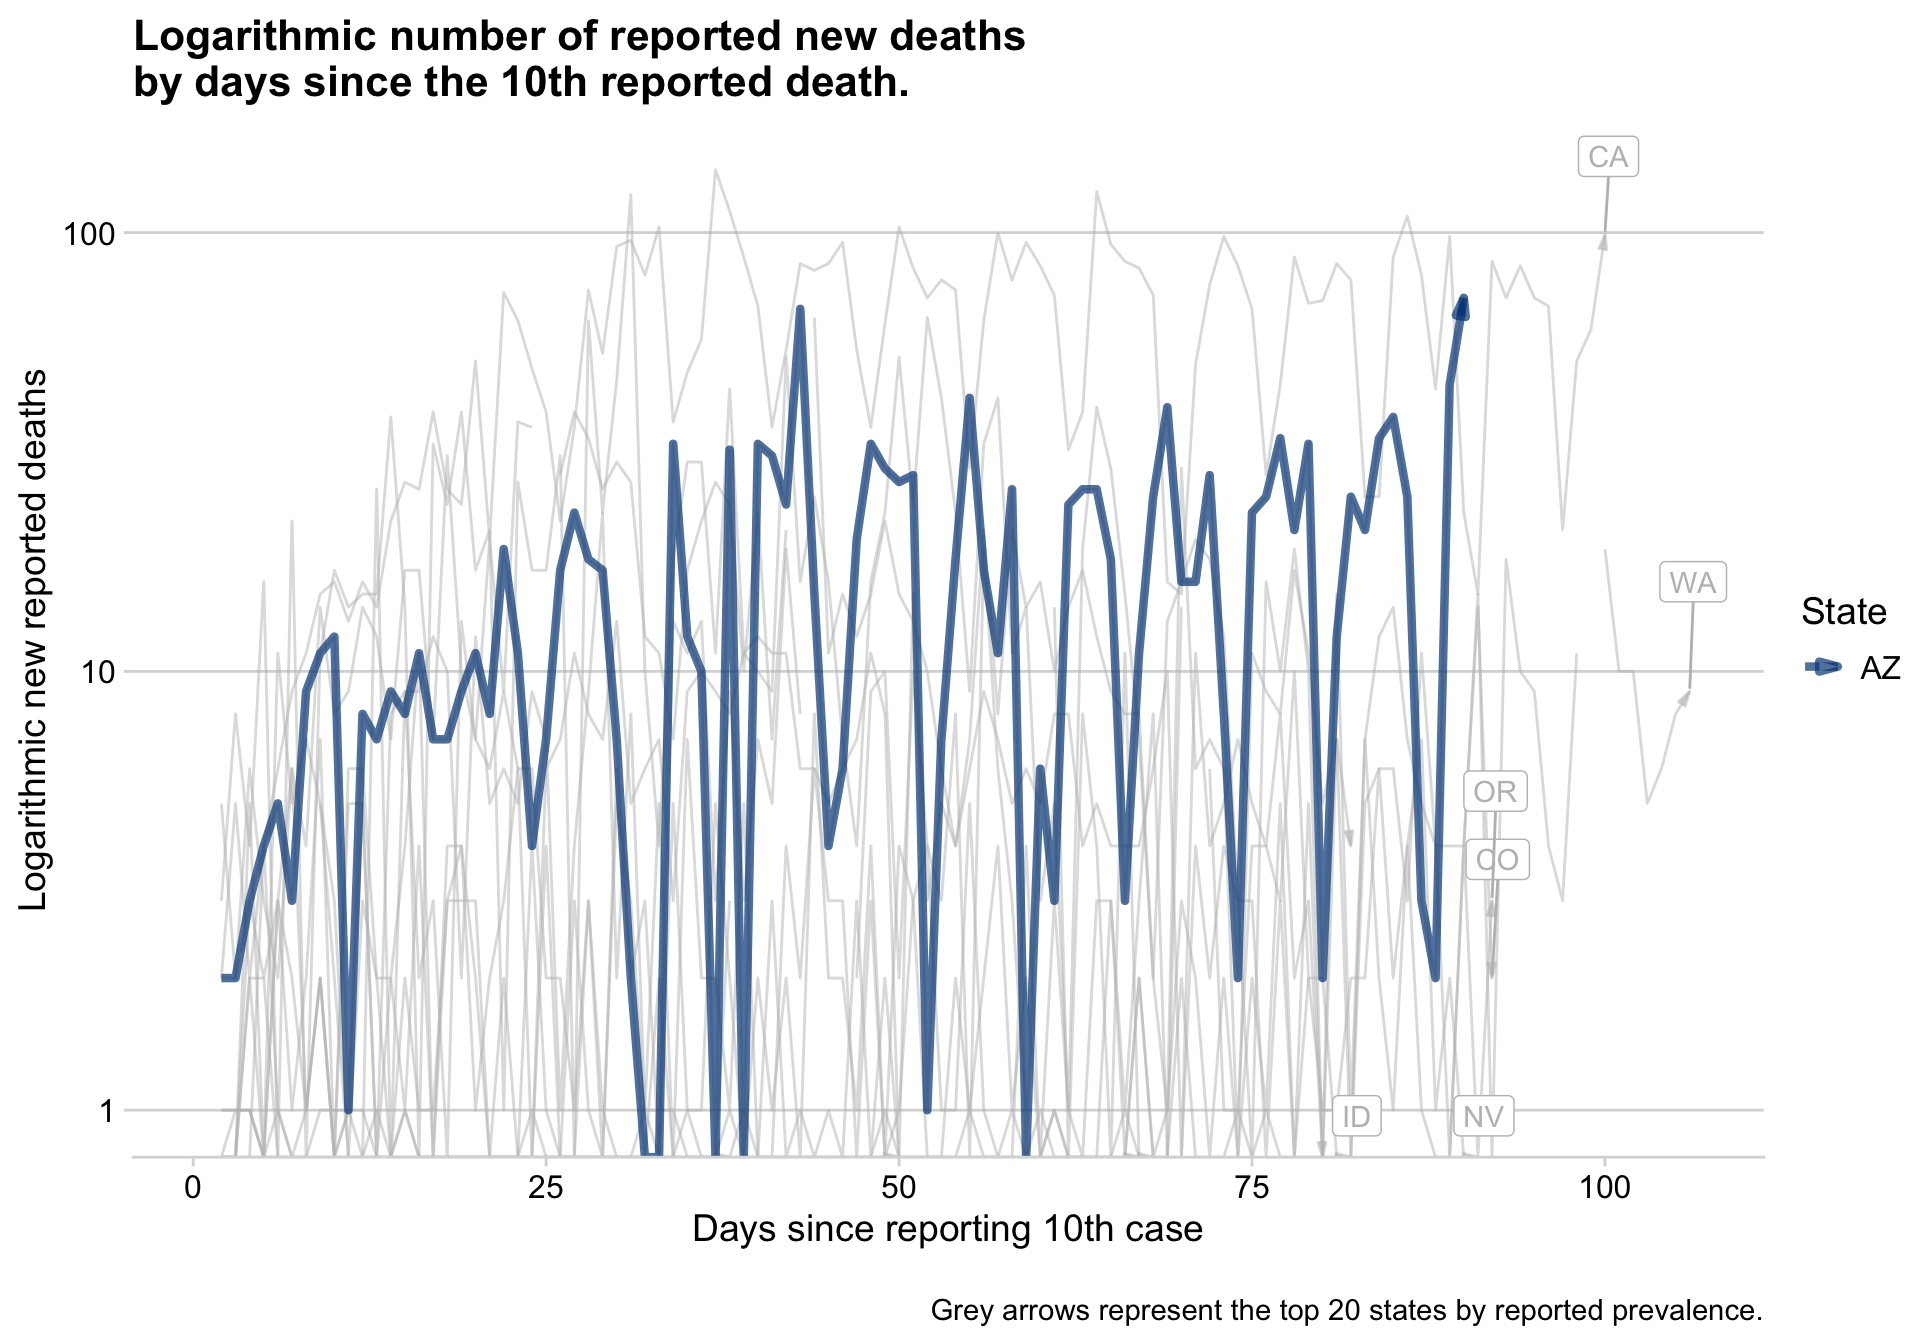 Logarithmic number of reported new deaths
by days since the 10th reported death.
CA
100
WA
State
AZ
10
OR
CO
1
ID
NV
Logarithmic new reported deaths
0
25
50
75
100
Days since reporting 10th case
Grey arrows represent the top 20 states by reported prevalence.